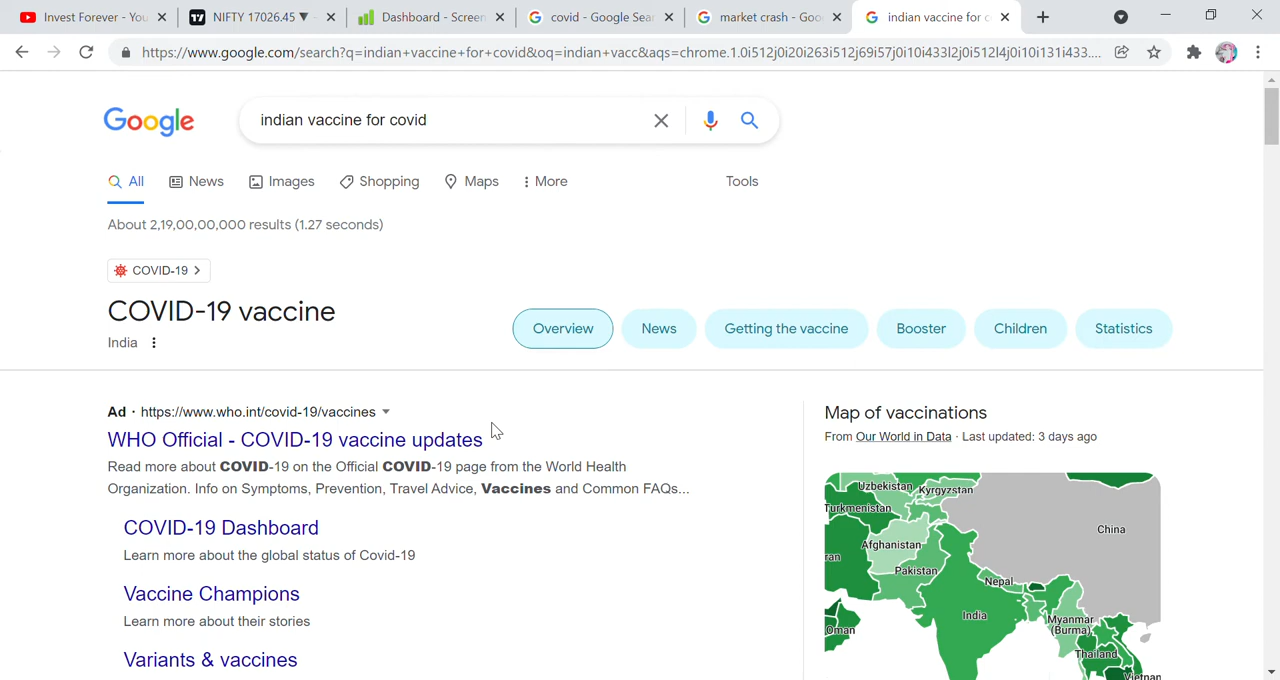 Invest Forever - You
NIFTY 17026.45 ▼
Dashboard - Screen
covid - Google Sea
market crash - Goo
indian vaccine for c
https://www.google.com/search?q=indian+vaccine+for+covid&oq=indian+vacc&aqs=chrome.1.0i512j0i20i263i512j69i57j0i10i433l2j0i512l4j0i10i131i433....
Google
indian vaccine for covid
All
News
Images
Shopping
Maps
More
Tools
About 2,19,00,00,000 results (1.27 seconds)
COVID-19 >
COVID-19 vaccine
India
Overview
News
Getting the vaccine
Booster
Children
Statistics
Ad · https://www.who.int/covid-19/vaccines
WHO Official - COVID-19 vaccine updates
Read more about COVID-19 on the Official COVID-19 page from the World Health
Organization. Info on Symptoms, Prevention, Travel Advice, Vaccines and Common FAQs...
COVID-19 Dashboard
Learn more about the global status of Covid-19
Vaccine Champions
Learn more about their stories
Variants & vaccines
Map of vaccinations
From Our World in Data · Last updated: 3 days ago
Uzbekistan
Kyrgyzstan
Turkmenistan
China
Afghanistan
ran
Pakistan
Nepal
India
Myanmar
(Burma)
Oman
Thailand
Vietnam